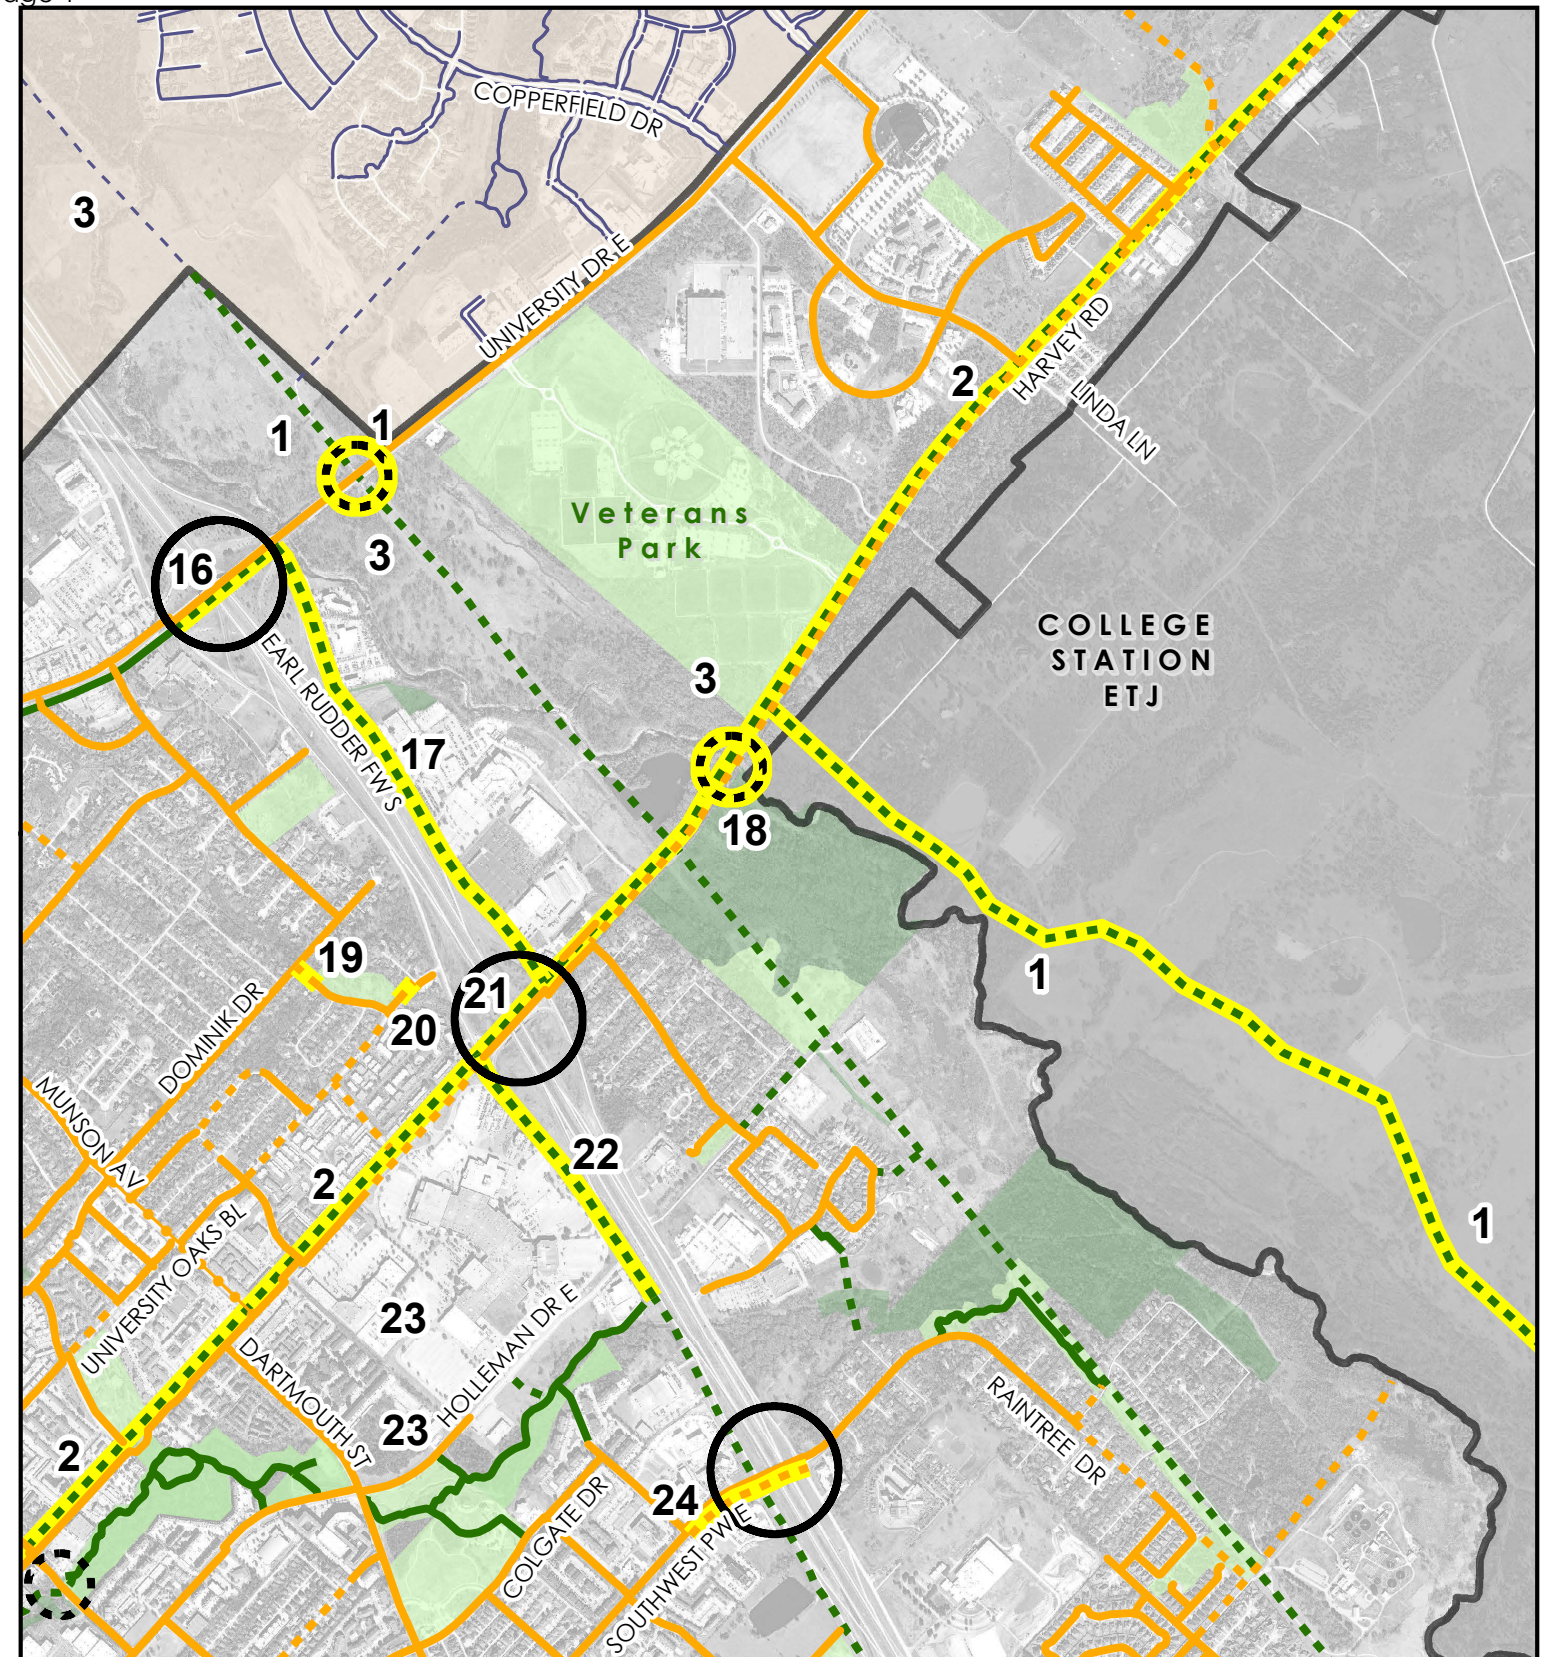 COPPERFIELD DR
3
UNIVERSITY DR E
HARVEY RD
2
LINDA LN
1
1
Veterans
Park
3
16
COLLEGE
STATION
ETJ
EARL RUDDER FW S
3
17
18
19
21
1
DOMINIK DR
20
MUNSON AV
22
2
UNIVERSITY OAKS BL
1
23
HOLLEMAN DR E
DARTMOUTH ST
RAINTREE DR
23
2
24
COLGATE DR
SOUTHWEST PW E